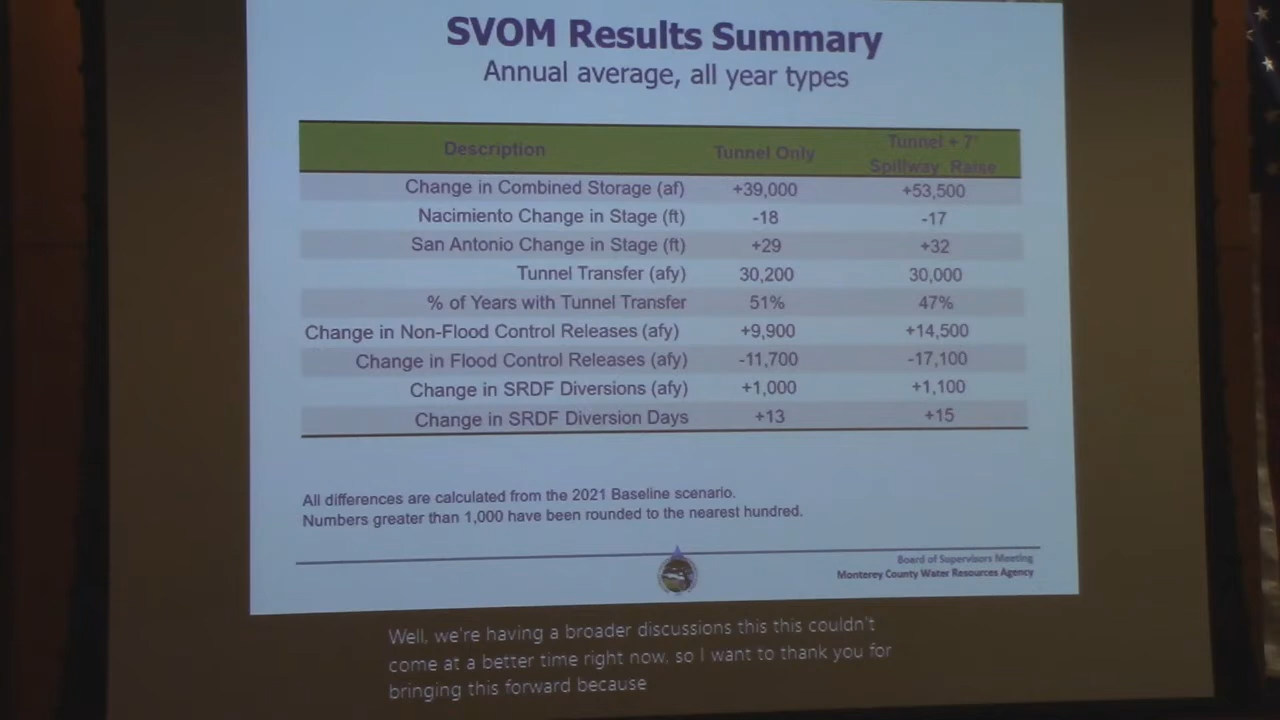 SVOM Results Summary
Annual average, all year types
Description Tunnel Only Tunnel + 7'
Spillway Raise
Change in Combined Storage (af) +39,000 +53,500
Nacimiento Change in Stage (ft) -18 -17
San Antonio Change in Stage (ft) +29 +32
Tunnel Transfer (afy) 30,200 30,000
% of Years with Tunnel Transfer 51% 47%
Change in Non-Flood Control Releases (afy) +9,900 +14,500
Change in Flood Control Releases (afy) -11,700 -17,100
Change in SRDF Diversions (afy) +1,000 +1,100
Change in SRDF Diversion Days +13 +15
All differences are calculated from the 2021 Baseline scenario.
Numbers greater than 1,000 have been rounded to the nearest hundred.
Board of Supervisors Meeting
Monterey County Water Resources Agency
Well, we're having a broader discussions this this couldn't
come at a better time right now, so I want to thank you for
bringing this forward because